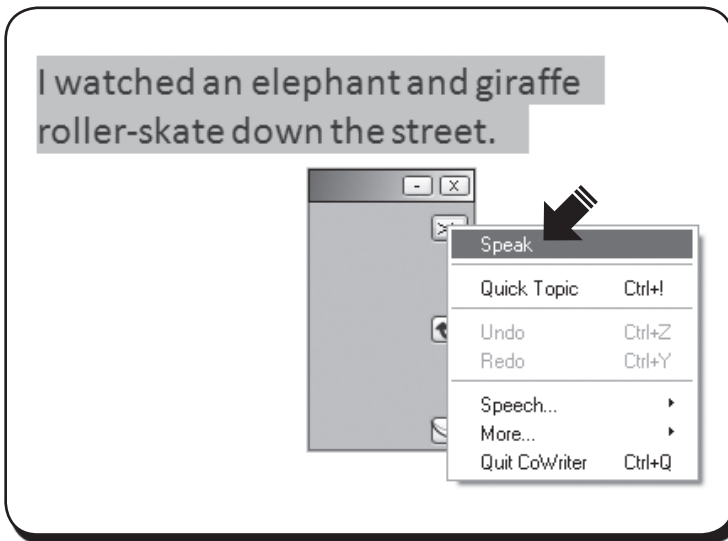 I watched an elephant and giraffe
roller-skate down the street.
- X
Speak
Quick Topic Ctrl+!
Undo Ctrl+Z
Redo Ctrl+Y
Speech...
More...
Quit CoWriter Ctrl+Q